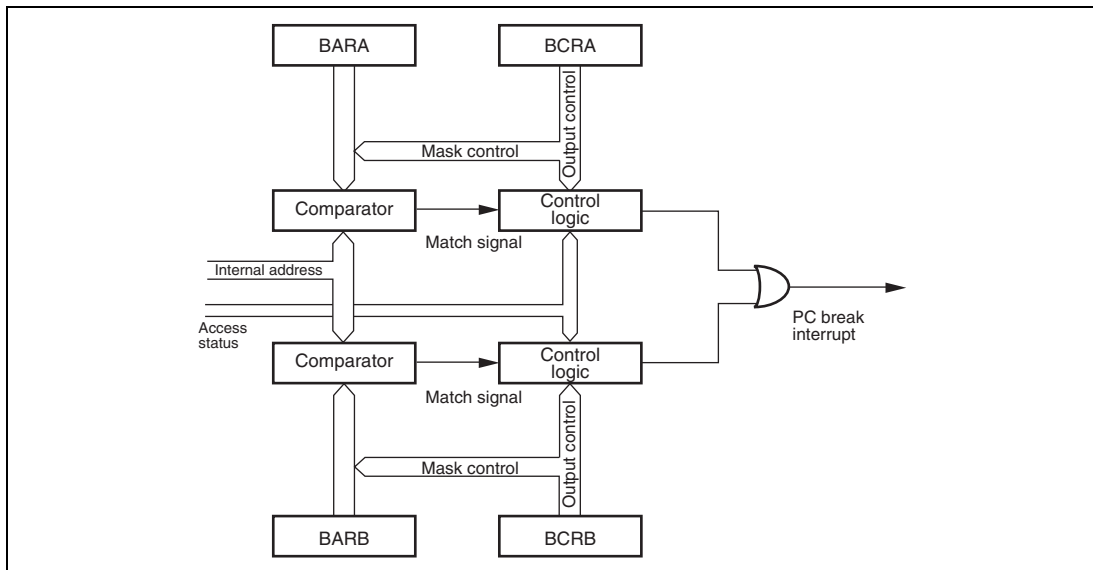 BARA
BCRA
Output control
Mask control
Comparator
Control
logic
Match signal
Internal address
Access
status
PC break
interrupt
Comparator
Control
logic
Match signal
Mask control
Output control
BARB
BCRB